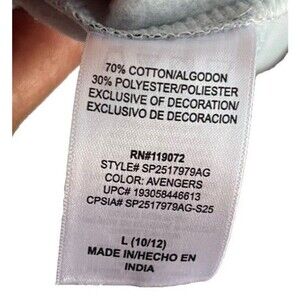 70% COTTON/ALGODON
30% POLYESTER/POLIESTER
EXCLUSIVE OF DECORATION/
EXCLUSIVO DE DECORACION
RN#119072
STYLE# SP2517979AG
COLOR: AVENGERS
UPC# 193058446613
CPSIA# SP2517979AG-S25
L (10/12)
MADE IN/HECHO EN
INDIA